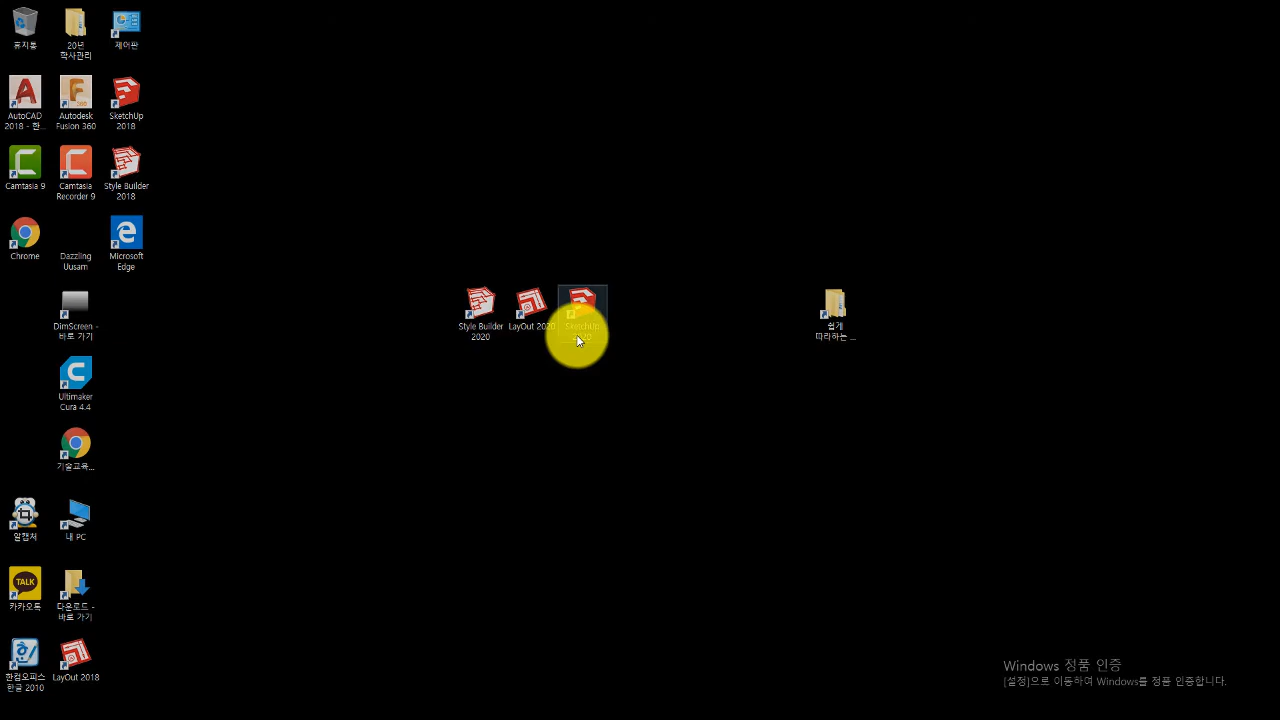 휴지통
20년
학사관리
제어판
AutoCAD
2018 - 한...
Autodesk
Fusion 360
SketchUp
2018
Camtasia 9
Camtasia
Recorder 9
Style Builder
2018
Chrome
Dazzling
Uusam
Microsoft
Edge
DimScreen -
바로 가기
Style Builder
2020
LayOut 2020
SketchUp
2020
쉽게
따라하는 ...
Ultimaker
Cura 4.4
기술교육...
알캡처
내 PC
TALK
카카오톡
다운로드 -
바로 가기
한컴오피스
한글 2010
LayOut 2018
Windows 정품 인증
[설정]으로 이동하여 Windows를 정품 인증합니다.